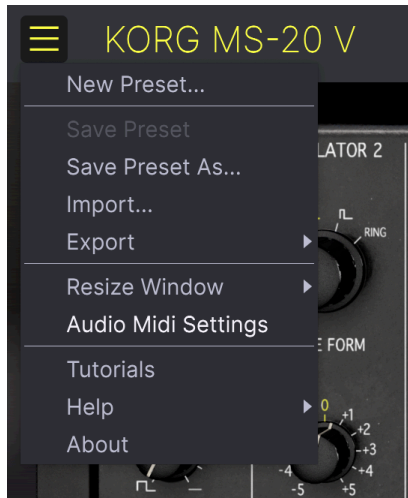 KORG MS-20 V
New Preset...
Save Preset
Save Preset As...
Import...
Export
Resize Window
Audio Midi Settings
Tutorials
Help
About
LATOR 2
RING
E FORM
0
+1
+2
+3
+4
+5
-4
-5